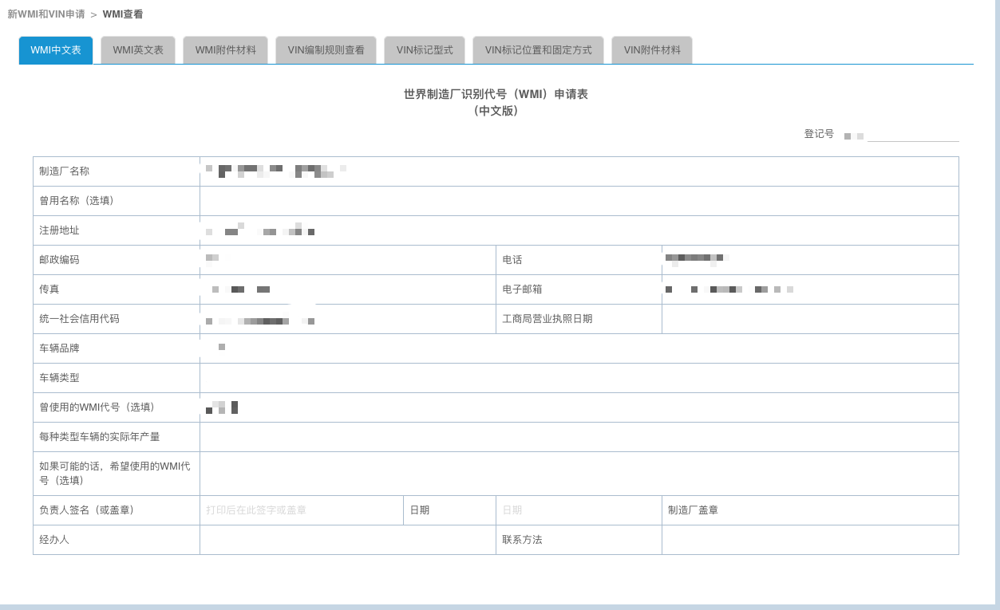 新WMI和VIN申请 > WMI查看
WMI中文表 WMI英文表 WMI附件材料 VIN编制规则查看 VIN标记型式 VIN标记位置和固定方式 VIN附件材料
世界制造厂识别代号（WMI）申请表
（中文版）
登记号
制造厂名称
曾用名称（选填）
注册地址
邮政编码 电话
传真 电子邮箱
统一社会信用代码 工商局营业执照日期
车辆品牌
车辆类型
曾使用的WMI代号（选填）
每种类型车辆的实际年产量
如果可能的话，希望使用的WMI代
号（选填）
负责人签名（或盖章） 打印后在此签字或盖章 日期 日期 制造厂盖章
经办人 联系方法